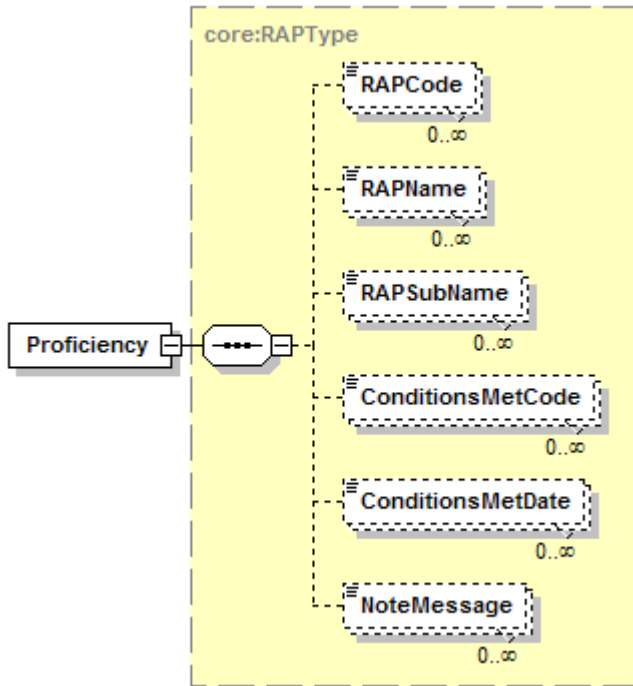 core:RAPType
RAPCode
0..∞
RAPName
0..∞
RAPSubName
0..∞
Proficiency
ConditionsMetCode
0..∞
ConditionsMetDate
0..∞
NoteMessage
0..∞